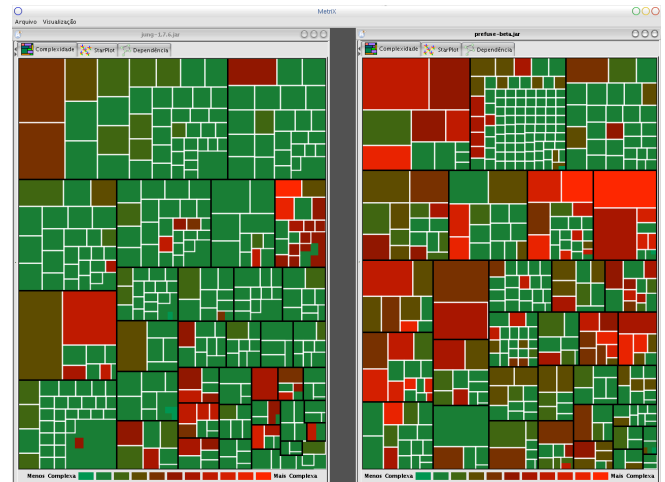 MetriX
Arquivo Visualização
jung-1.7.6.jar
Complexidade StarPlot Dependência
Menos Complexa Mais Complexa
prefuse-beta.jar
Complexidade StarPlot Dependência
Menos Complexa Mais Complexa